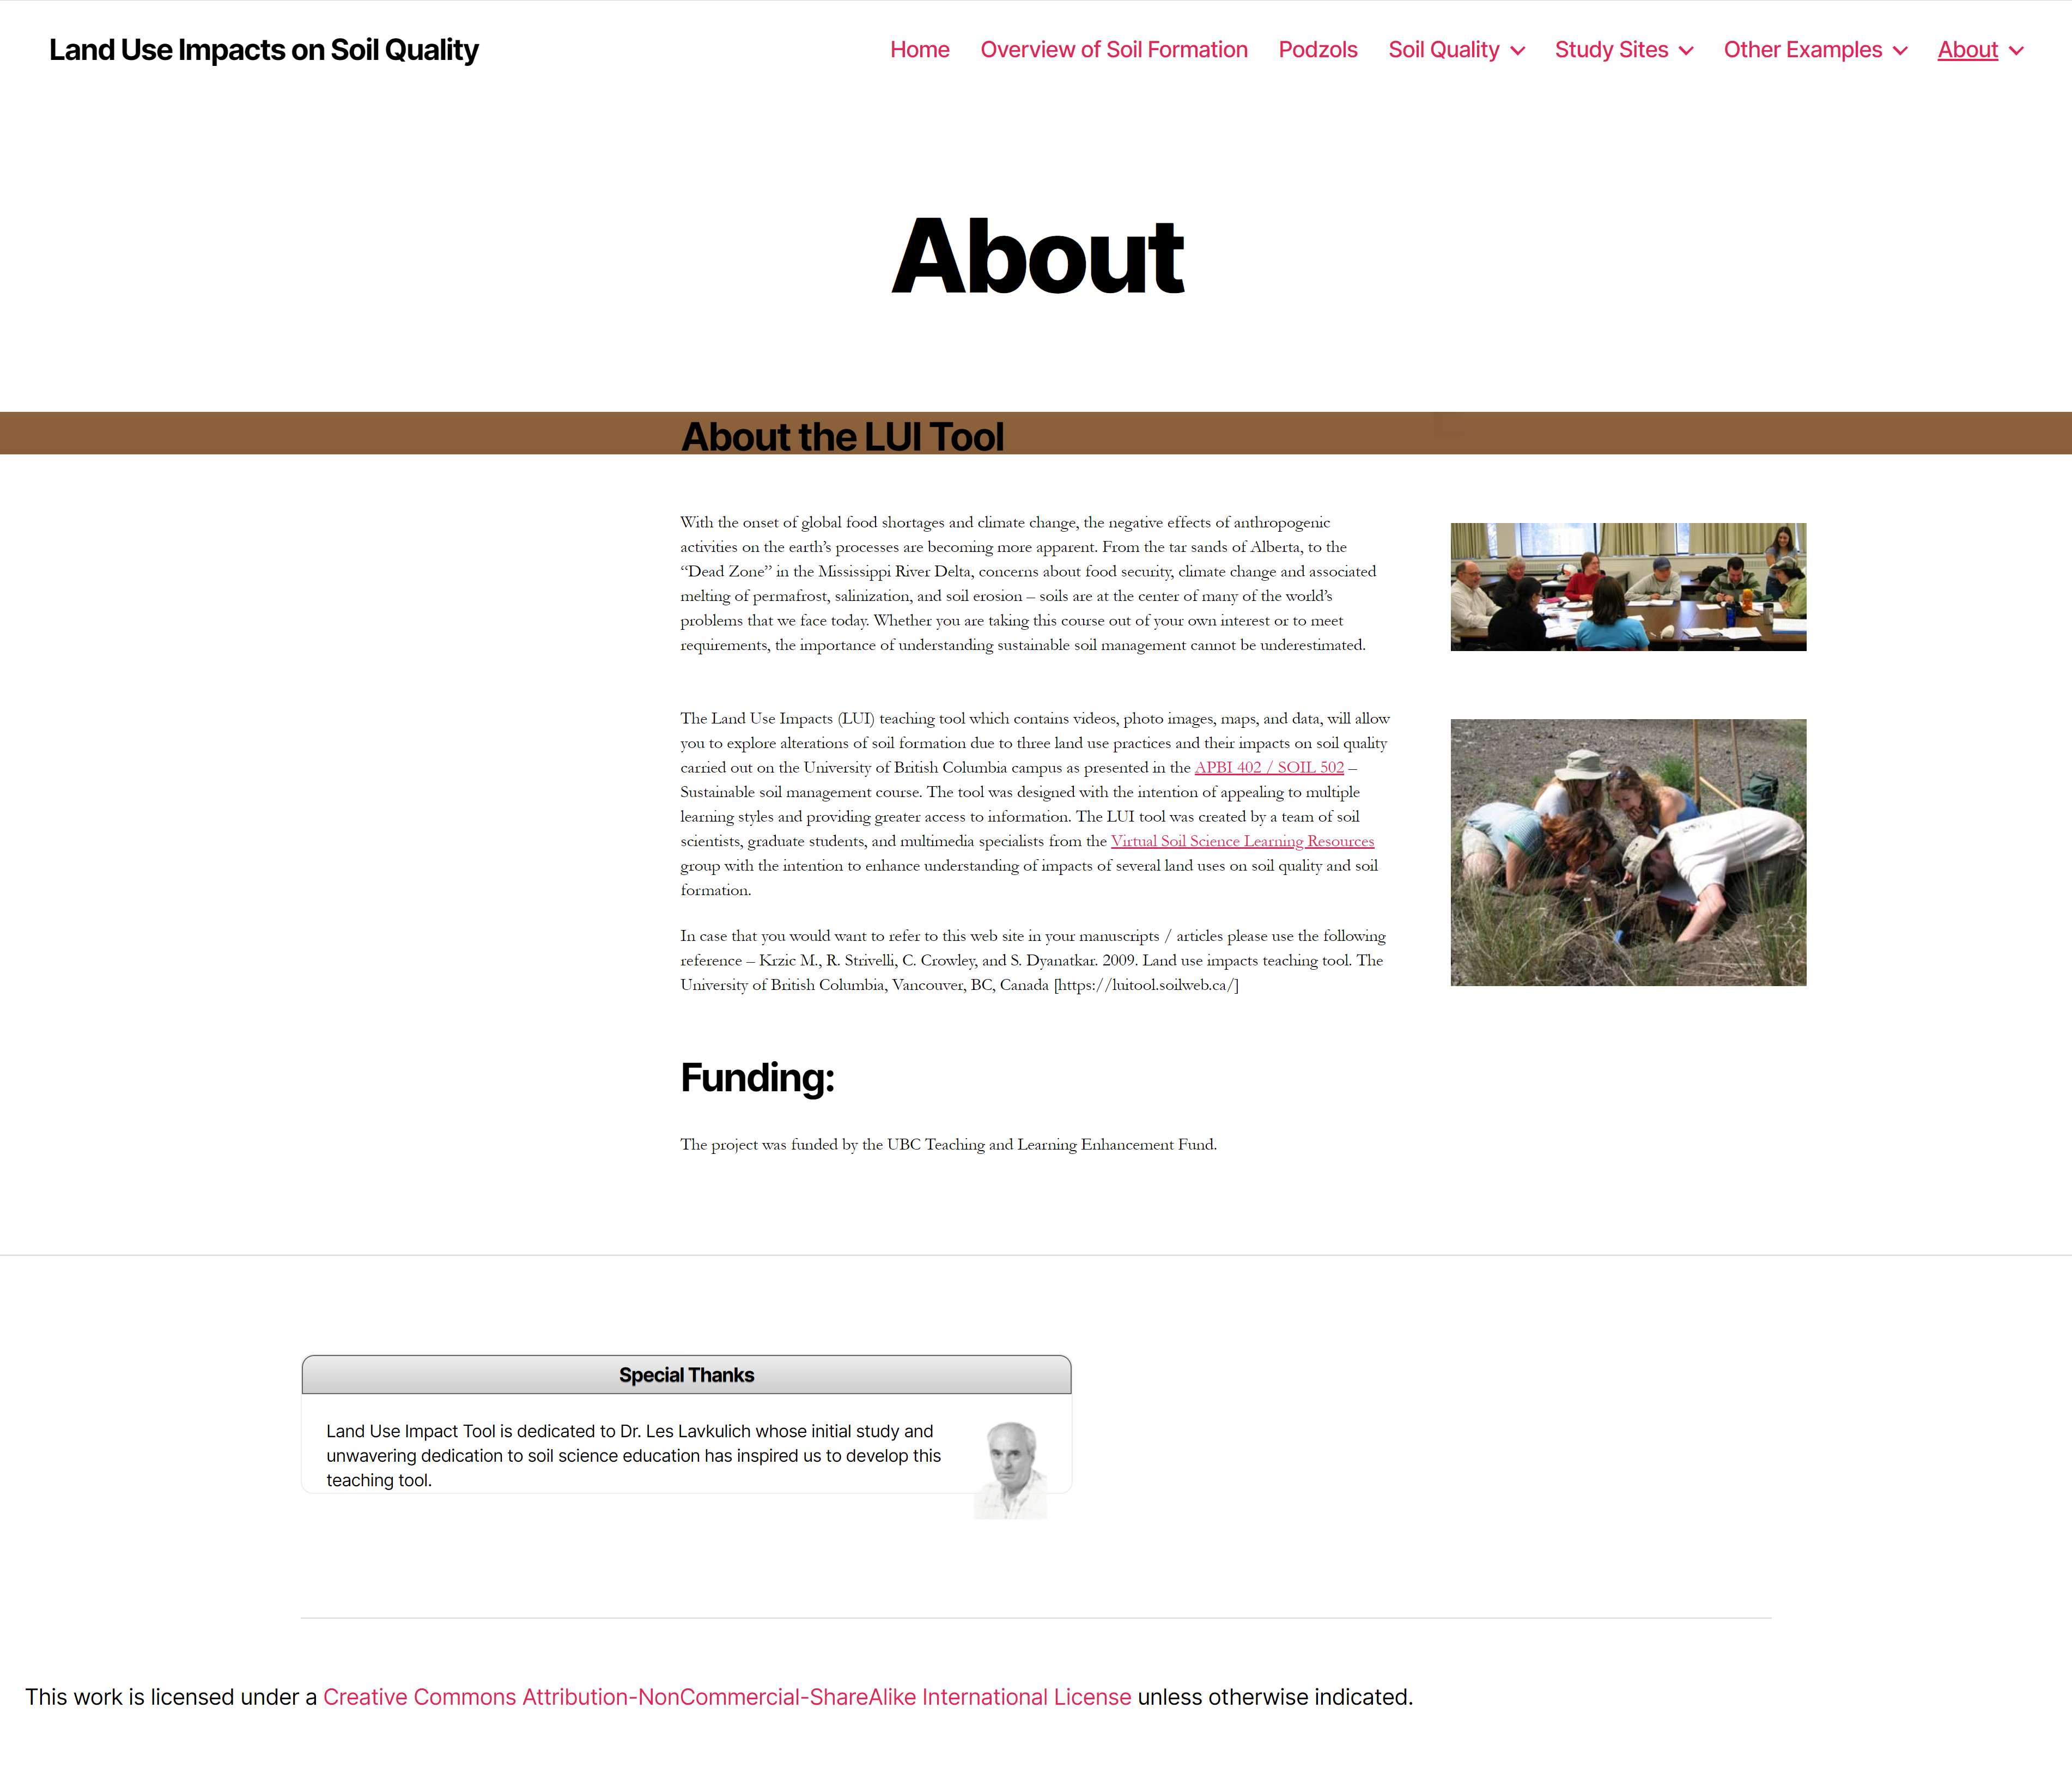 Land Use Impacts on Soil Quality
Home Overview of Soil Formation Podzols Soil Quality Study Sites Other Examples About
About
About the LUI Tool
With the onset of global food shortages and climate change, the negative effects of anthropogenic
activities on the earth’s processes are becoming more apparent. From the tar sands of Alberta, to the
“Dead Zone” in the Mississippi River Delta, concerns about food security, climate change and associated
melting of permafrost, salinization, and soil erosion – soils are at the center of many of the world’s
problems that we face today. Whether you are taking this course out of your own interest or to meet
requirements, the importance of understanding sustainable soil management cannot be underestimated.
The Land Use Impacts (LUI) teaching tool which contains videos, photo images, maps, and data, will allow
you to explore alterations of soil formation due to three land use practices and their impacts on soil quality
carried out on the University of British Columbia campus as presented in the APBI 402 / SOIL 502 –
Sustainable soil management course. The tool was designed with the intention of appealing to multiple
learning styles and providing greater access to information. The LUI tool was created by a team of soil
scientists, graduate students, and multimedia specialists from the Virtual Soil Science Learning Resources
group with the intention to enhance understanding of impacts of several land uses on soil quality and soil
formation.
In case that you would want to refer to this web site in your manuscripts / articles please use the following
reference – Krzic M., R. Strivelli, C. Crowley, and S. Dyanatkar. 2009. Land use impacts teaching tool. The
University of British Columbia, Vancouver, BC, Canada [https://luitool.soilweb.ca/]
Funding:
The project was funded by the UBC Teaching and Learning Enhancement Fund.
Special Thanks
Land Use Impact Tool is dedicated to Dr. Les Lavkulich whose initial study and
unwavering dedication to soil science education has inspired us to develop this
teaching tool.
This work is licensed under a Creative Commons Attribution-NonCommercial-ShareAlike International License unless otherwise indicated.